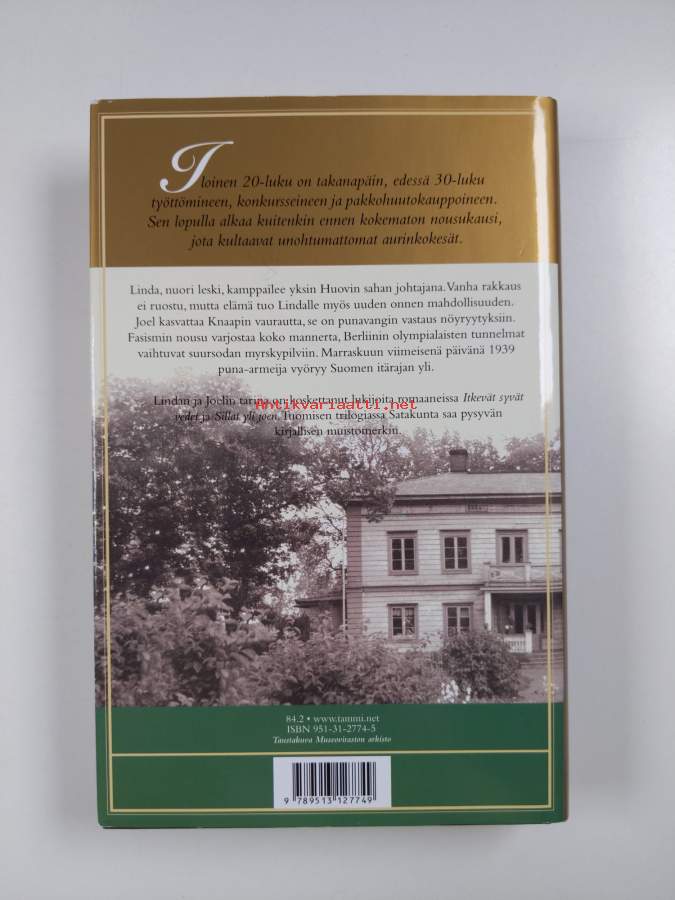 Iloinen 20-luku on takanapäin, edessä 30-luku
työttömineen, konkursseineen ja pakkohuutokauppoineen.
Sen lopulla alkaa kuitenkin ennen kokematon nousukausi,
jota kultaavat unohtumattomat aurinkokesät.
Linda, nuori leski, kamppailee yksin Huovin sahan johtajana. Vanha rakkaus
ei ruostu, mutta elämä tuo Lindalle myös uuden onnen mahdollisuuden.
Joel kasvattaa Knaapin vaurautta, se on punavangin vastaus nöyryytyksiin.
Fasismin nousu varjostaa koko mannerta, Berliinin olympialaisten tunnelmat
vaihtuvat suursodan myrskypilviin. Marraskuun viimeisenä päivänä 1939
puna-armeija vyöryy Suomen itärajan yli.
Lindan ja Joelin tarina on koskettanut lukijoita romaaneissa Itkevät syvät
vedet ja Sillat yli joen. Tuomisen trilogiassa Satakunta saa pysyvän
kirjallisen muistomerkin.
Antikvariaatti.net
84.2 • www.tammi.net
ISBN 951-31-2774-5
Taustakuva Museoviraston arkisto
9 789513 127749